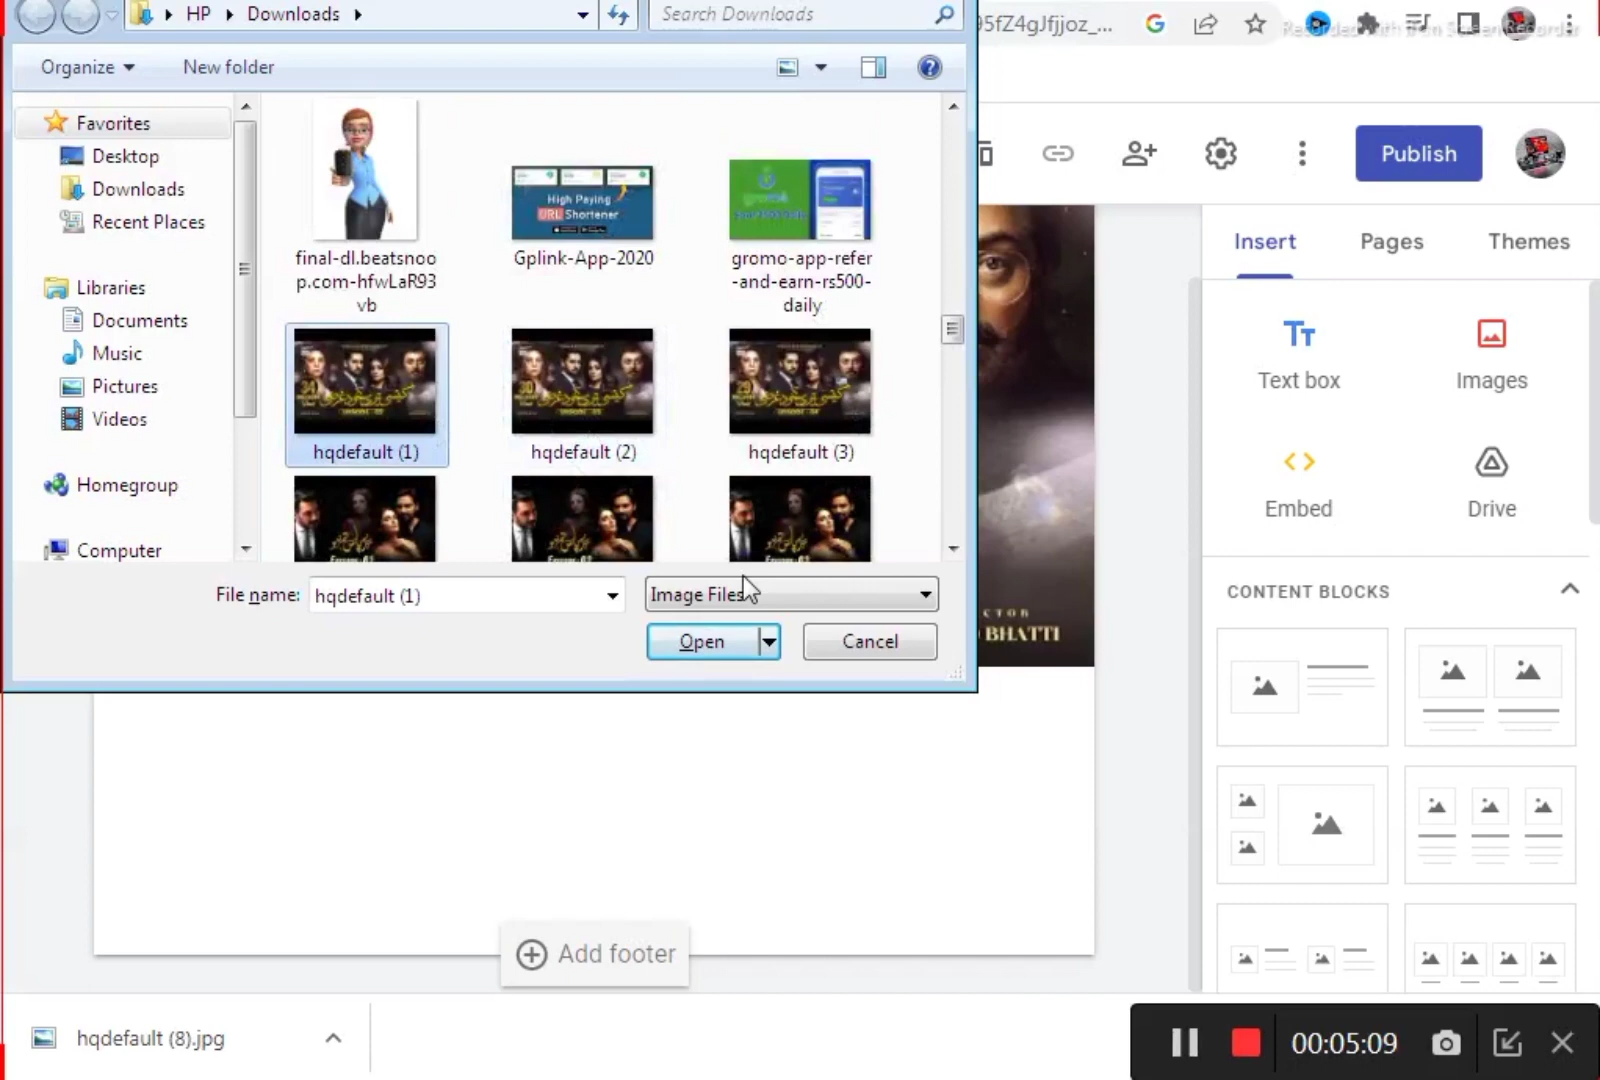 HP Downloads
Search Downloads
95fZ4gJfjjoz_...
Organize
New folder
Favorites
Desktop
Downloads
Recent Places
Libraries
Documents
Music
Pictures
Videos
Homegroup
Computer
High Paying
URL Shortener
final-dl.beatsnoo
p.com-hfwLaR93
vb
Gplink-App-2020
gromo-app-refer
-and-earn-rs500-
daily
hqdefault (1)
hqdefault (2)
hqdefault (3)
File name: hqdefault (1)
Image Files
Open
Cancel
Publish
Insert
Pages
Themes
Text box
Images
Embed
Drive
CONTENT BLOCKS
BHATTI
Add footer
hqdefault (8).jpg
00:05:09